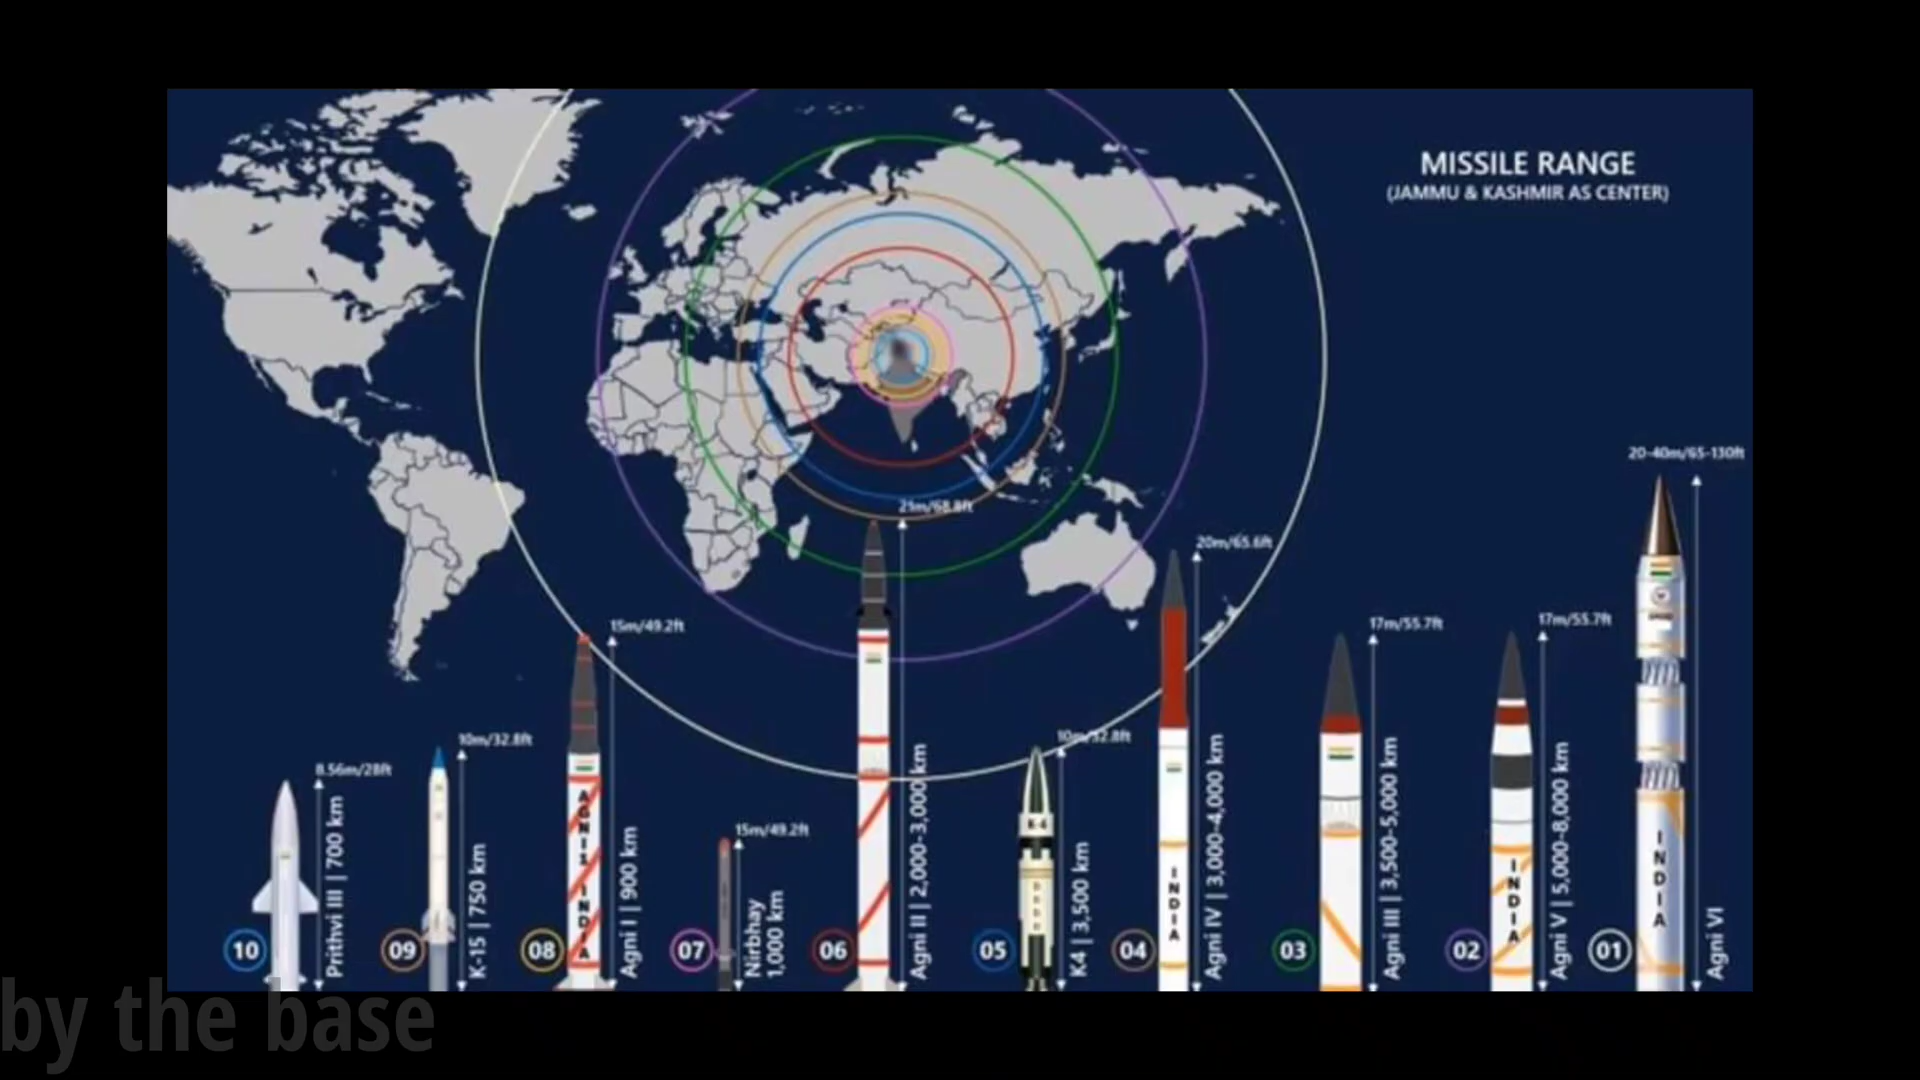 MISSILE RANGE
(JAMMU & KASHMIR AS CENTER)
20-40m/65-130ft
21m/68.8ft
20m/65.6ft
15m/49.2ft
17m/55.7ft
17m/55.7ft
10m/32.8ft
10m/32.8ft
8.56m/28ft
15m/49.2ft
10
Prithvi III | 700 km
09
K-15 | 750 km
08
AGNI 1 INDIA
Agni I | 900 km
07
Nirbhay
1,000 km
06
Agni II | 2,000-3,000 km
05
K-4
K4 | 3,500 km
04
INDIA
Agni IV | 3,000-4,000 km
03
Agni III | 3,500-5,000 km
02
INDIA
Agni V | 5,000-8,000 km
01
INDIA
Agni VI
by the base